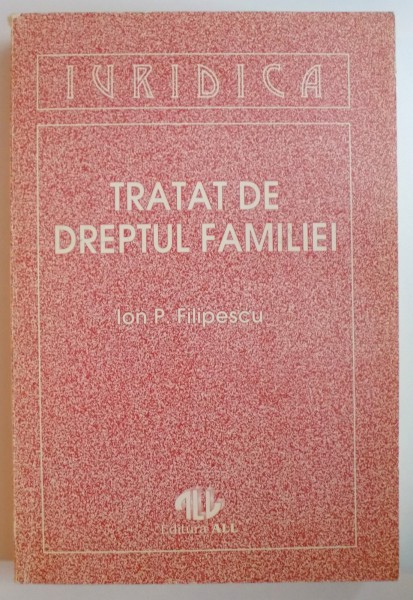 IURIDICA
TRATAT DE
DREPTUL FAMILIEI
Ion P. Filipescu
ALL
Editura ALL